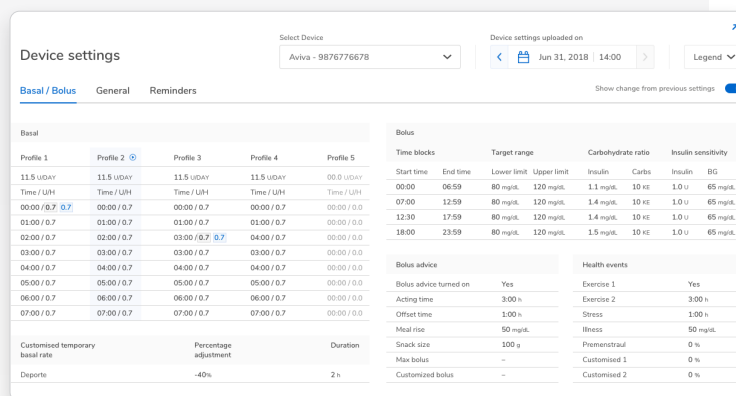 Device settings
Select Device
Aviva - 9876776678
Device settings uploaded on
Jun 31, 2018 | 14:00
Legend
Basal / Bolus General Reminders
Show change from previous settings
Basal
Profile 1 Profile 2 Profile 3 Profile 4 Profile 5
11.5 U/DAY 11.5 U/DAY 11.5 U/DAY 11.5 U/DAY 00.0 U/DAY
Time / U/H Time / U/H Time / U/H Time / U/H Time / U/H
00:00 / 0.7 0.7 00:00 / 0.7 00:00 / 0.7 00:00 / 0.7 00:00 / 0.0
01:00 / 0.7 01:00 / 0.7 01:00 / 0.7 01:00 / 0.7 00:00 / 0.0
02:00 / 0.7 02:00 / 0.7 03:00 / 0.7 0.7 04:00 / 0.7 00:00 / 0.0
03:00 / 0.7 03:00 / 0.7 03:00 / 0.7 03:00 / 0.7 00:00 / 0.0
04:00 / 0.7 04:00 / 0.7 04:00 / 0.7 04:00 / 0.7 00:00 / 0.0
05:00 / 0.7 05:00 / 0.7 05:00 / 0.7 05:00 / 0.7 00:00 / 0.0
06:00 / 0.7 06:00 / 0.7 06:00 / 0.7 06:00 / 0.7 00:00 / 0.0
07:00 / 0.7 07:00 / 0.7 07:00 / 0.7 07:00 / 0.7 00:00 / 0.0
Customised temporary basal rate Percentage adjustment Duration
Deporte -40% 2 h
Bolus
Time blocks Target range Carbohydrate ratio Insulin sensitivity
Start time End time Lower limit Upper limit Insulin Carbs Insulin BG
00:00 06:59 80 mg/dL 120 mg/dL 1.1 mg/dL 10 KE 1.0 U 65 mg/dL
07:00 12:59 80 mg/dL 120 mg/dL 1.4 mg/dL 10 KE 1.0 U 65 mg/dL
12:30 17:59 80 mg/dL 120 mg/dL 1.4 mg/dL 10 KE 1.0 U 65 mg/dL
18:00 23:59 80 mg/dL 120 mg/dL 1.5 mg/dL 10 KE 1.0 U 65 mg/dL
Bolus advice
Bolus advice turned on Yes
Acting time 3:00 h
Offset time 1:00 h
Meal rise 50 mg/dL
Snack size 100 g
Max bolus –
Customized bolus –
Health events
Exercise 1 Yes
Exercise 2 3:00 h
Stress 1:00 h
Illness 50 mg/dL
Premenstraul 0 %
Customised 1 0 %
Customised 2 0 %